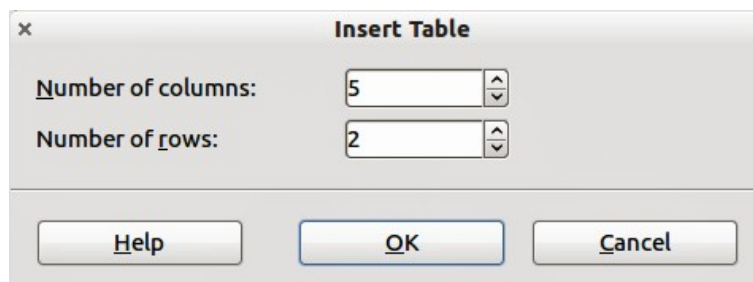 Insert Table
Number of columns: 5
Number of rows: 2
Help OK Cancel